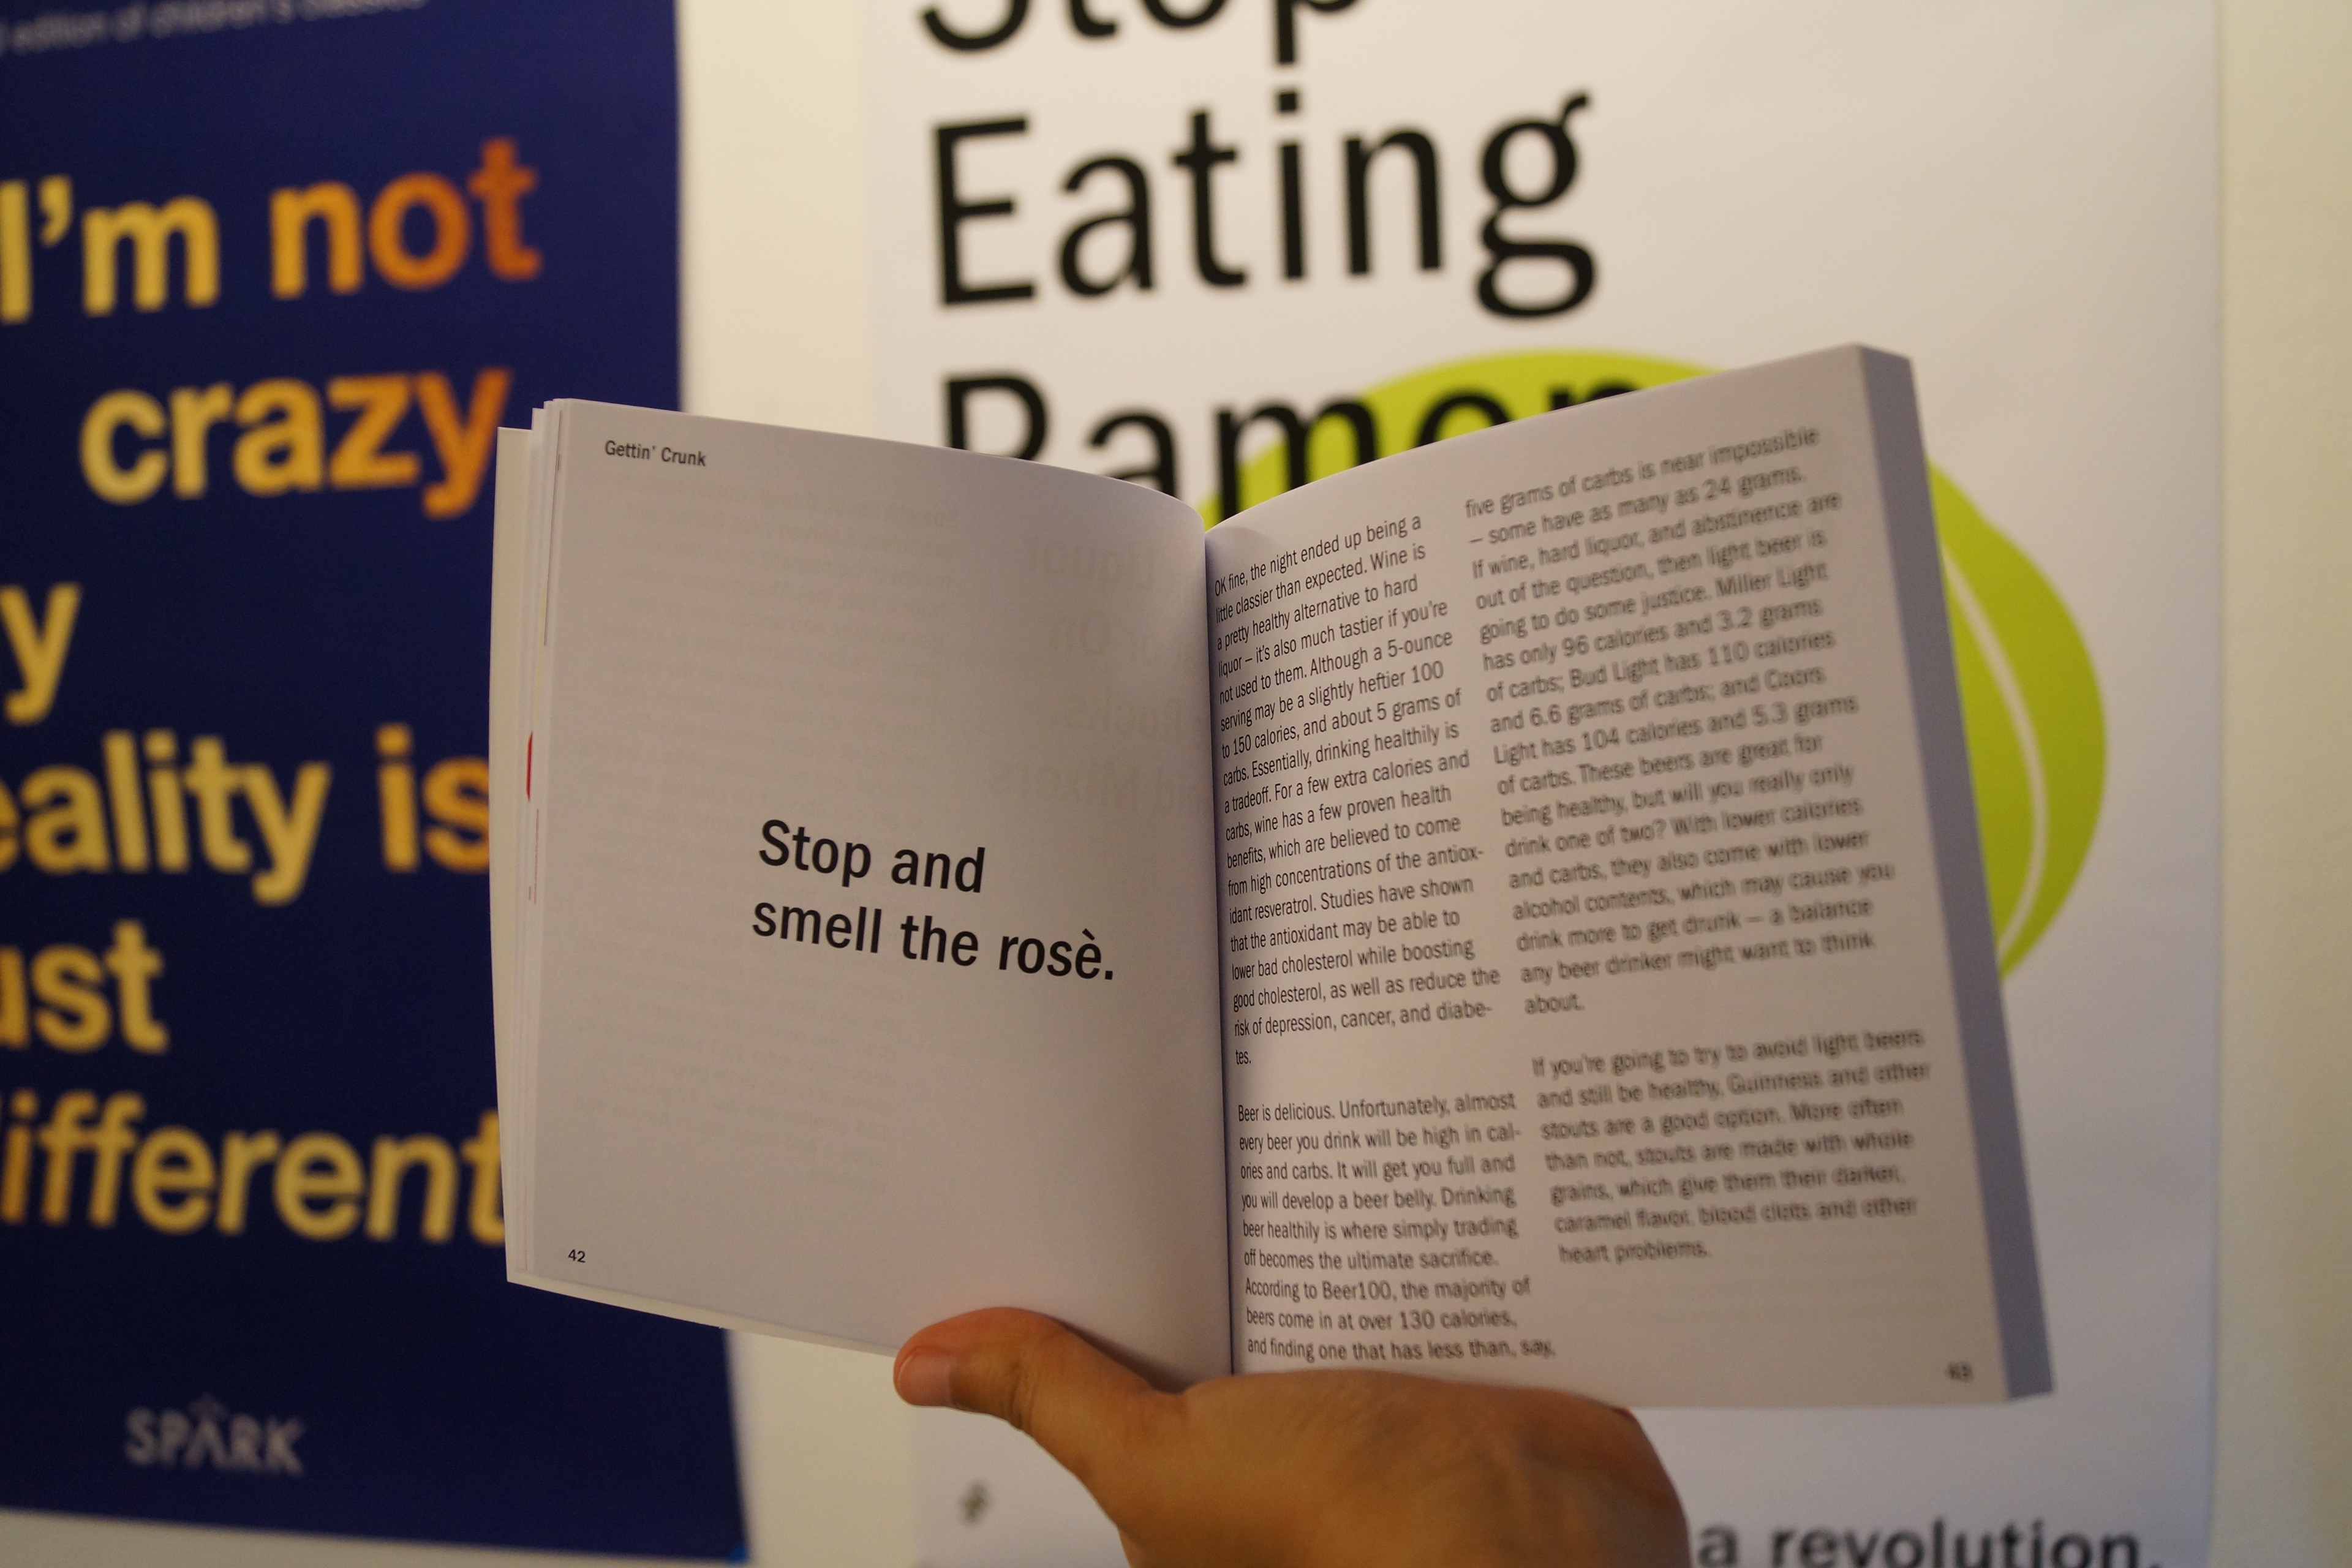 edition of children's classics
I'm not
crazy
y
eality is
ust
ifferent
SPARK
Stop
Eating
Ramen
a revolution.
Gettin' Crunk
Stop and
smell the rosè.
42
OK fine, the night ended up being a
little classier than expected. Wine is
a pretty healthy alternative to hard
liquor – it's also much tastier if you're
not used to them. Although a 5-ounce
serving may be a slightly heftier 100
to 150 calories, and about 5 grams of
carbs. Essentially, drinking healthily is
a tradeoff. For a few extra calories and
carbs, wine has a few proven health
benefits, which are believed to come
from high concentrations of the antiox-
idant resveratrol. Studies have shown
that the antioxidant may be able to
lower bad cholesterol while boosting
good cholesterol, as well as reduce the
risk of depression, cancer, and diabe-
tes.
Beer is delicious. Unfortunately, almost
every beer you drink will be high in cal-
ories and carbs. It will get you full and
you will develop a beer belly. Drinking
beer healthily is where simply trading
off becomes the ultimate sacrifice.
According to Beer100, the majority of
beers come in at over 130 calories,
and finding one that has less than, say,
five grams of carbs is near impossible
– some have as many as 24 grams.
If wine, hard liquor, and abstinence are
out of the question, then light beer is
going to do some justice. Miller Light
has only 96 calories and 3.2 grams
of carbs; Bud Light has 110 calories
and 6.6 grams of carbs; and Coors
Light has 104 calories and 5.3 grams
of carbs. These beers are great for
being healthy, but will you really only
drink one of two? With lower calories
and carbs, they also come with lower
alcohol contents, which may cause you
drink more to get drunk – a balance
any beer drinker might want to think
about.
If you're going to try to avoid light beers
and still be healthy, Guinness and other
stouts are a good option. More often
than not, stouts are made with whole
grains, which give them their darker,
caramel flavor, blood clots and other
heart problems.
43